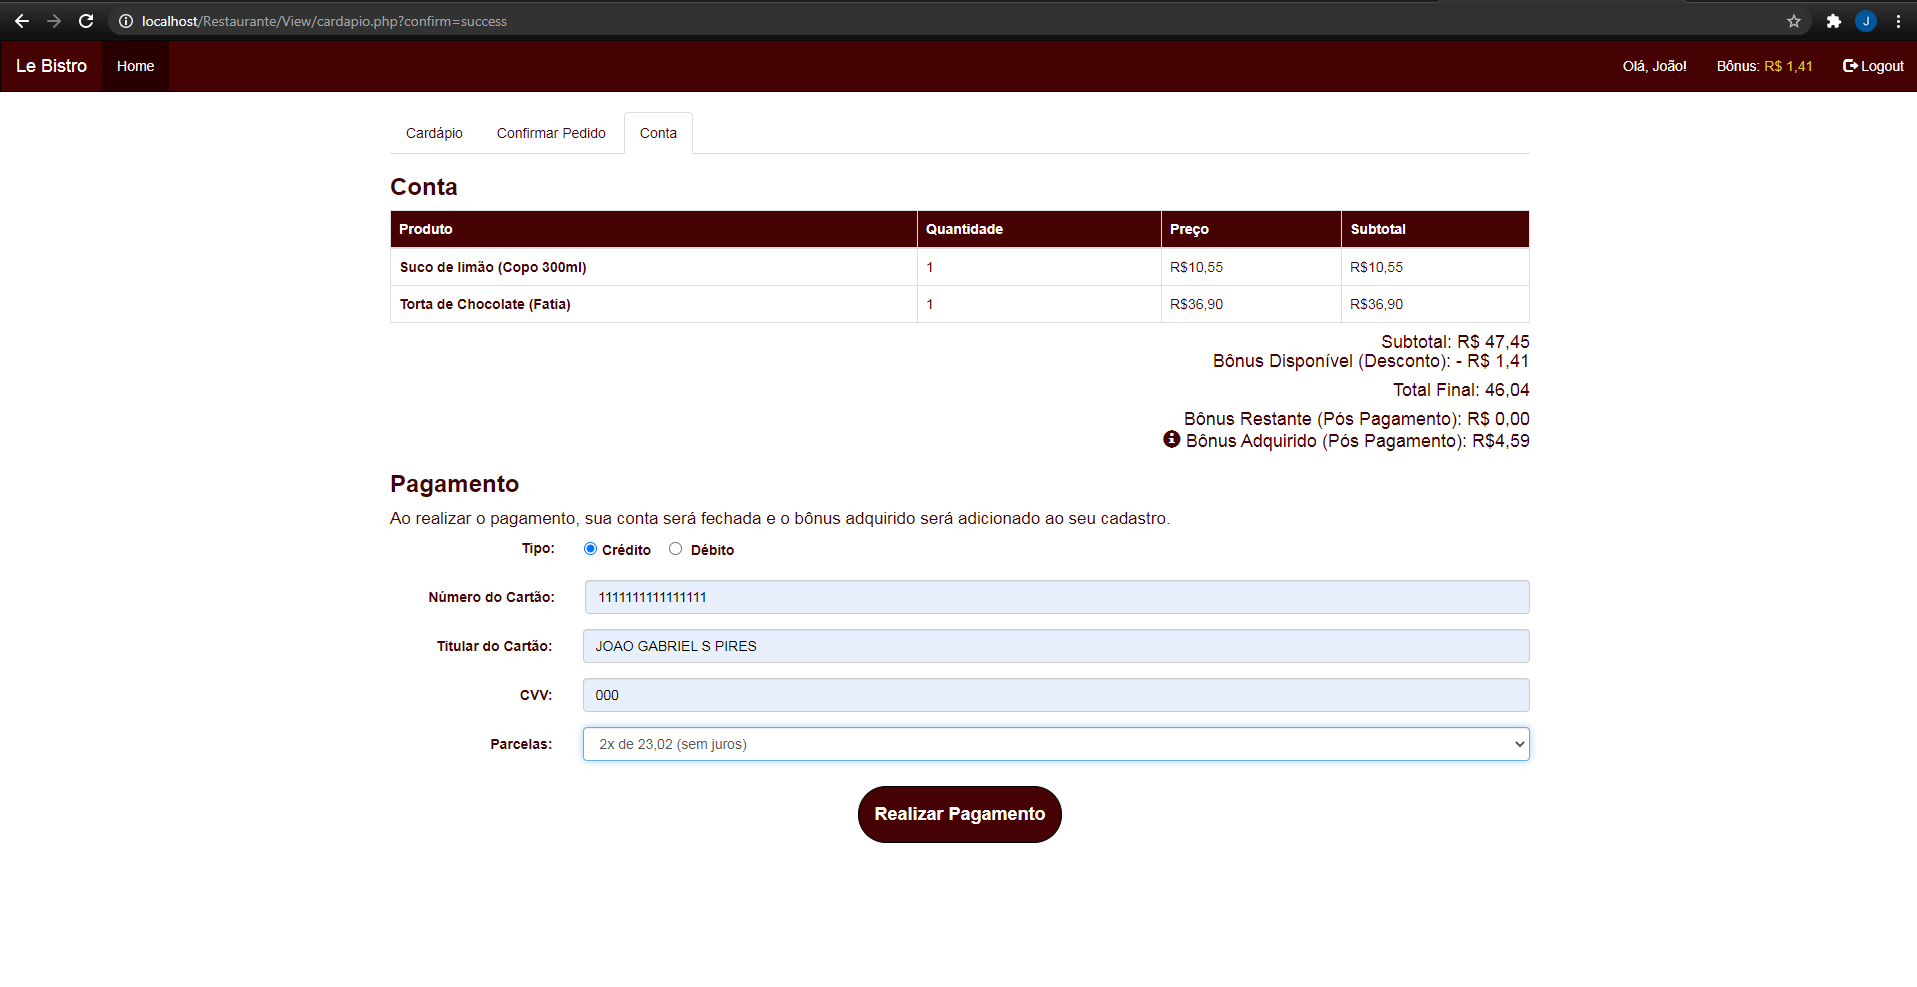 localhost/Restaurante/View/cardapio.php?confirm=success
J
Le Bistro Home Olá, João! Bônus: R$ 1,41 Logout
Cardápio Confirmar Pedido Conta
Conta
Produto Quantidade Preço Subtotal
Suco de limão (Copo 300ml) 1 R$10,55 R$10,55
Torta de Chocolate (Fatia) 1 R$36,90 R$36,90
Subtotal: R$ 47,45
Bônus Disponível (Desconto): - R$ 1,41
Total Final: 46,04
Bônus Restante (Pós Pagamento): R$ 0,00
Bônus Adquirido (Pós Pagamento): R$4,59
Pagamento
Ao realizar o pagamento, sua conta será fechada e o bônus adquirido será adicionado ao seu cadastro.
Tipo: Crédito Débito
Número do Cartão: 1111111111111111
Titular do Cartão: JOAO GABRIEL S PIRES
CVV: 000
Parcelas: 2x de 23,02 (sem juros)
Realizar Pagamento